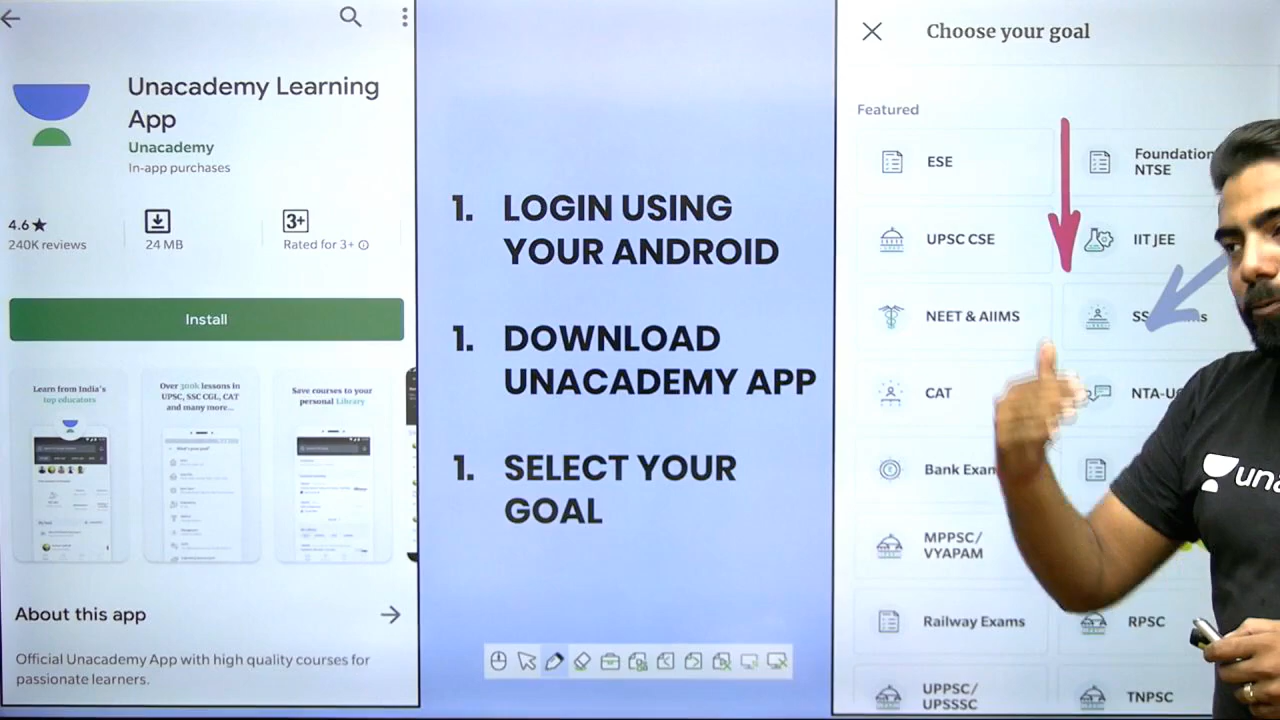 Unacademy Learning
App
Unacademy
In-app purchases
4.6★
240K reviews
24 MB
3+
Rated for 3+
Install
Learn from India's
top educators
Over 300k lessons in
UPSC, SSC CGL, CAT
and many more...
Save courses to your
personal Library
About this app
Official Unacademy App with high quality courses for
passionate learners.
1. LOGIN USING
YOUR ANDROID
1. DOWNLOAD
UNACADEMY APP
1. SELECT YOUR
GOAL
Choose your goal
Featured
ESE
Foundation
NTSE
UPSC CSE
IIT JEE
NEET & AIIMS
CAT
Bank Exam
MPPSC/
VYAPAM
Railway Exams
RPSC
UPPSC/
UPSSSC
TNPSC
una